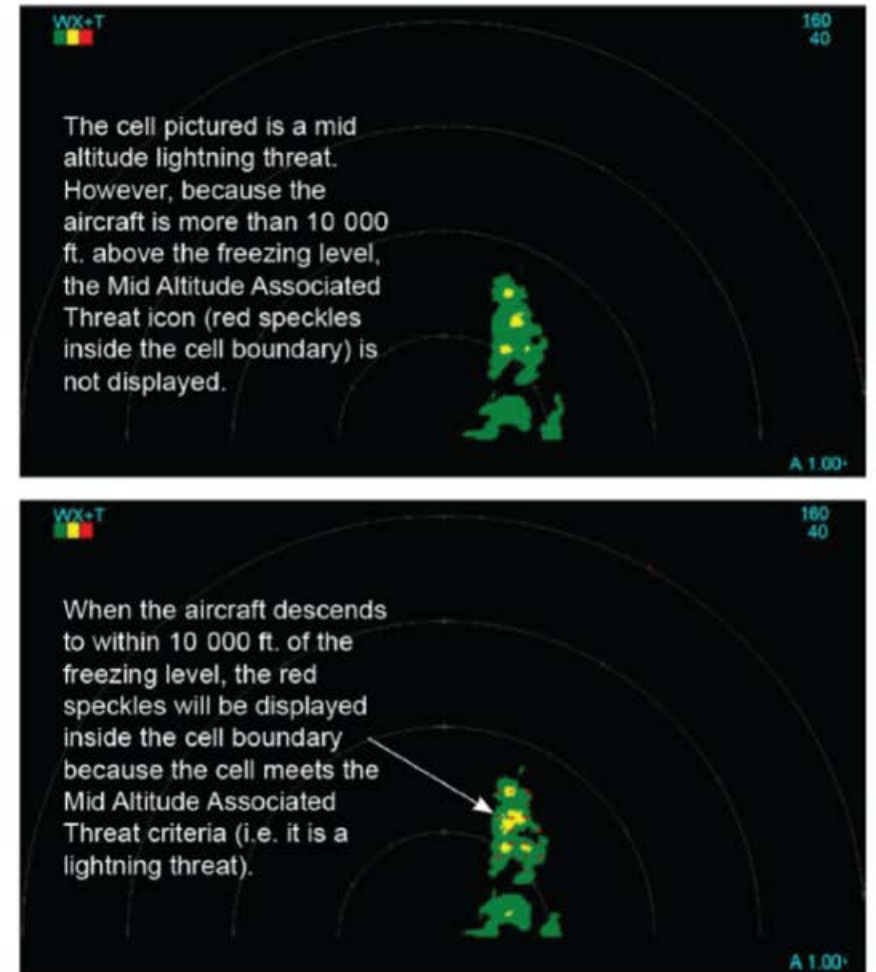 WX+T
160
40
The cell pictured is a mid
altitude lightning threat.
However, because the
aircraft is more than 10 000
ft. above the freezing level,
the Mid Altitude Associated
Threat icon (red speckles
inside the cell boundary) is
not displayed.
A 1.00+
WX+T
160
40
When the aircraft descends
to within 10 000 ft. of the
freezing level, the red
speckles will be displayed
inside the cell boundary
because the cell meets the
Mid Altitude Associated
Threat criteria (i.e. it is a
lightning threat).
A 1.00+